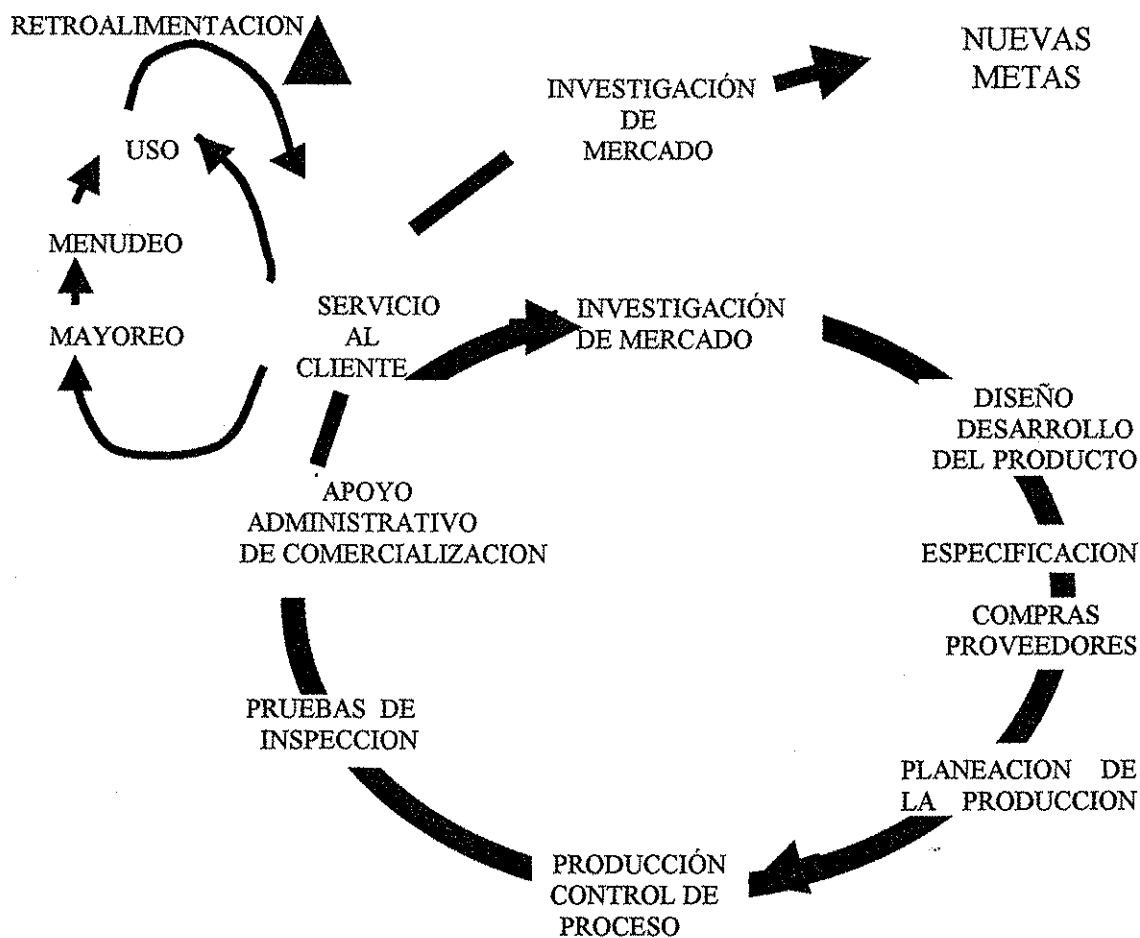 RETROALIMENTACION
NUEVAS
METAS
INVESTIGACIÓN
DE
MERCADO
USO
MENUDEO
MAYOREO
SERVICIO
AL
CLIENTE
INVESTIGACIÓN
DE MERCADO
DISEÑO
DESARROLLO
DEL PRODUCTO
ESPECIFICACION
COMPRAS
PROVEEDORES
PLANEACION DE
LA PRODUCCION
PRODUCCIÓN
CONTROL DE
PROCESO
PRUEBAS DE
INSPECCION
APOYO
ADMINISTRATIVO
DE COMERCIALIZACION